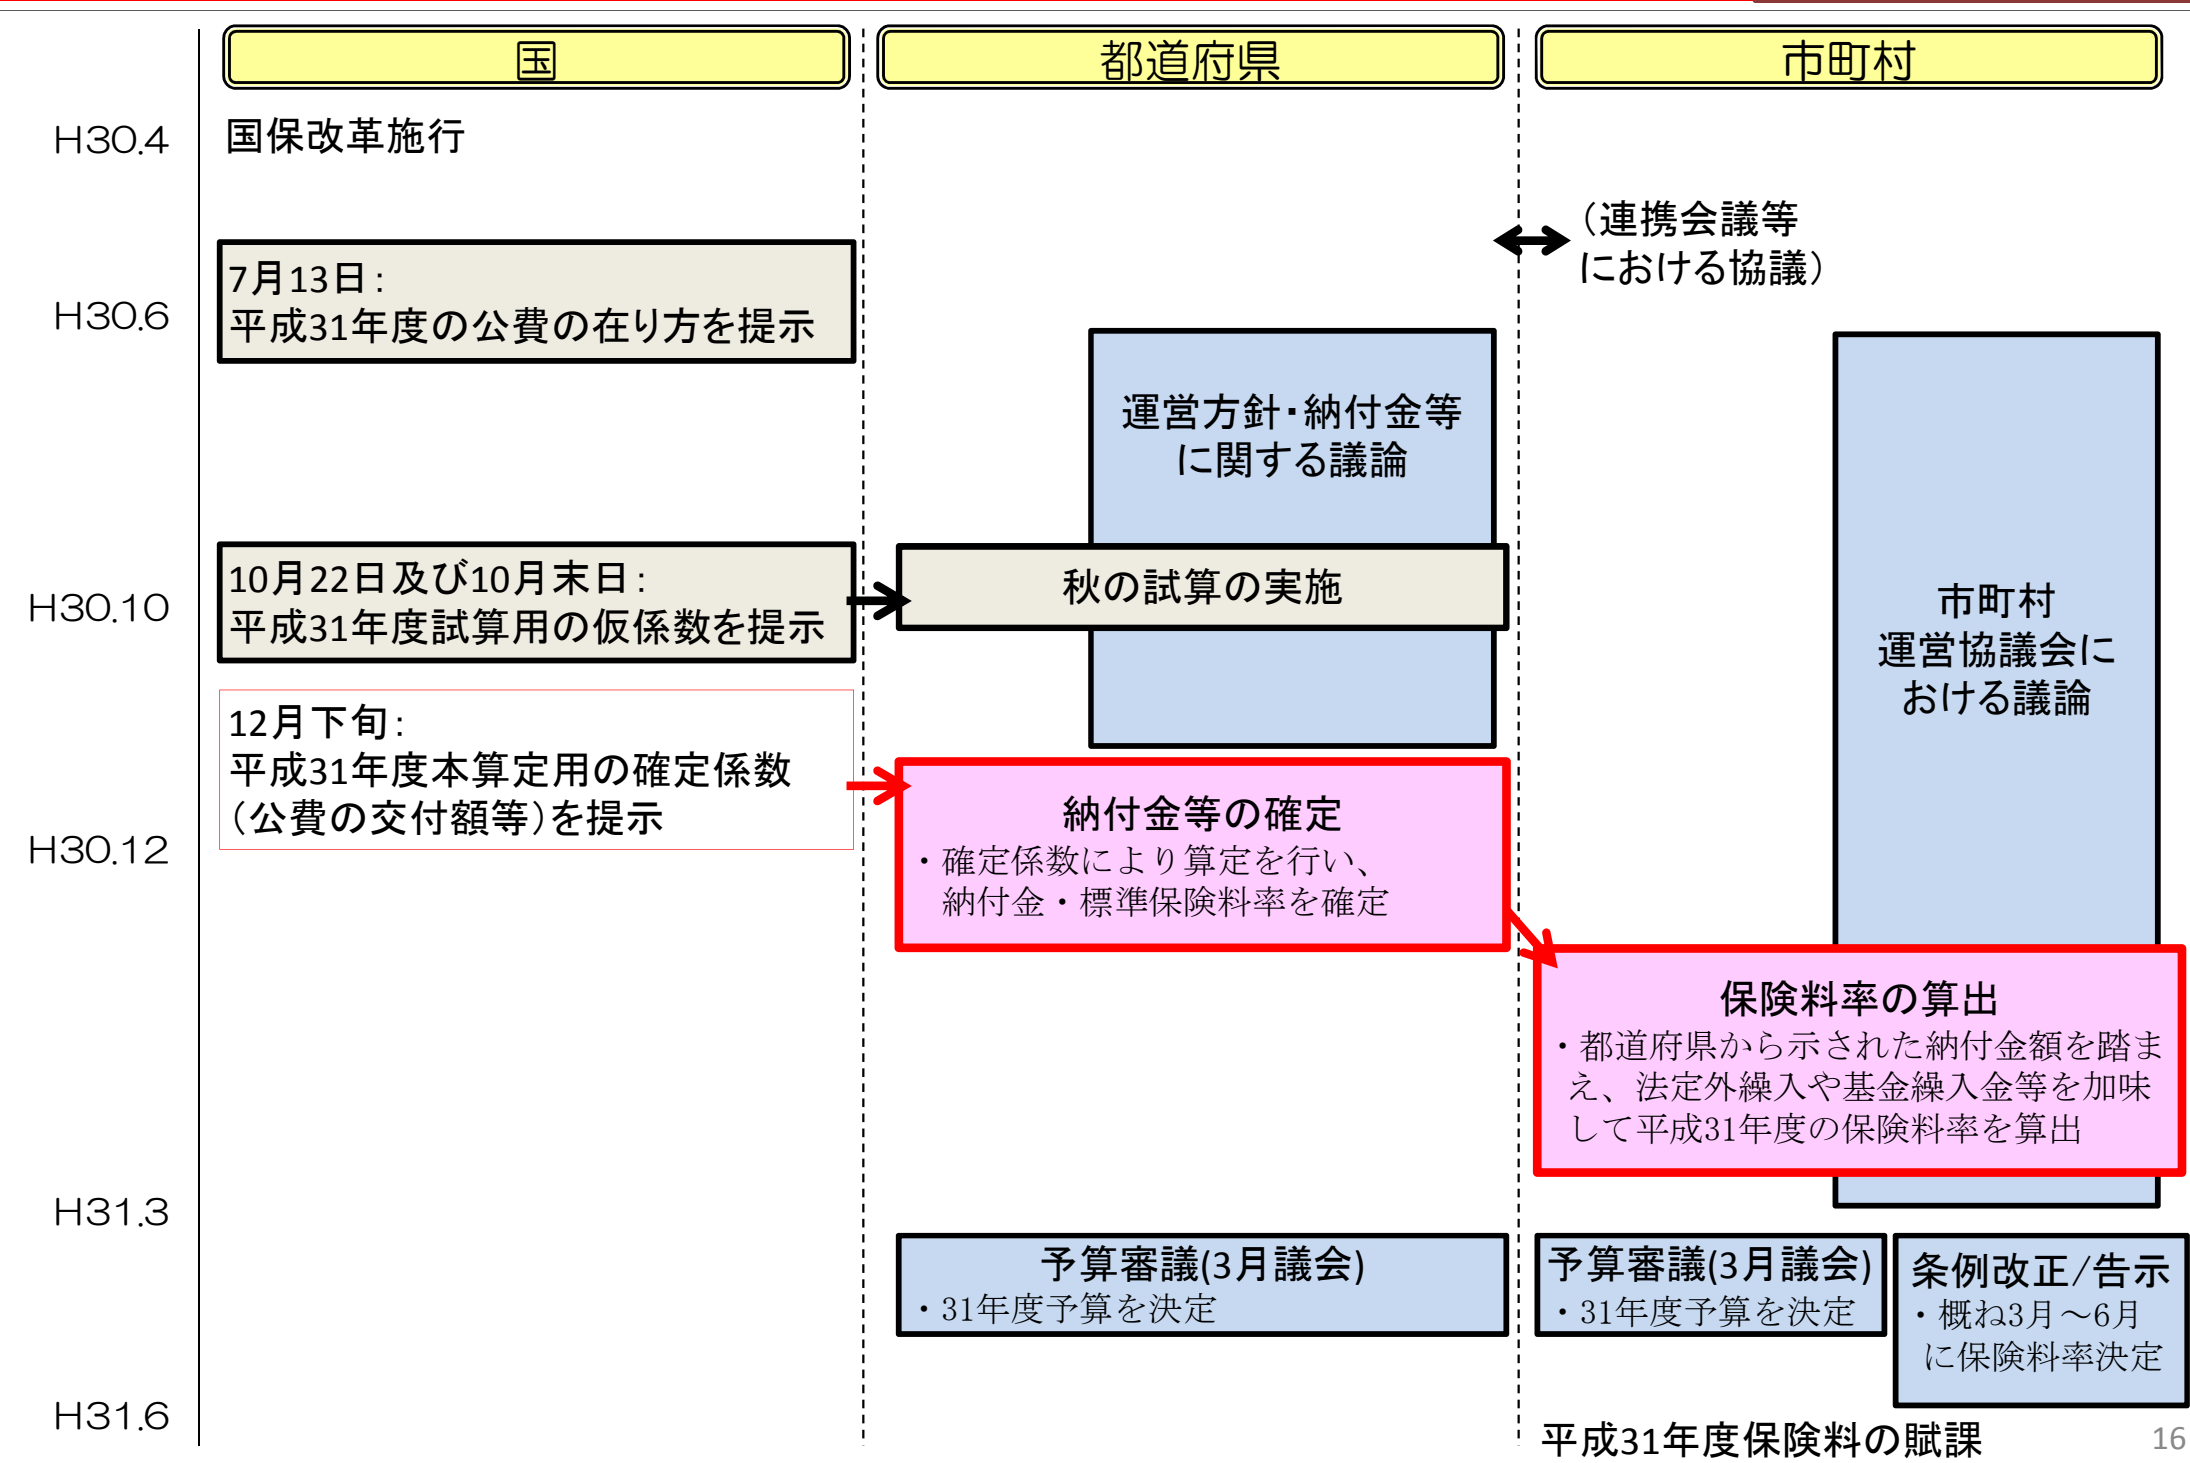 国
都道府県
市町村
H30.4
国保改革施行
(連携会議等
における協議)
H30.6
7月13日:
平成31年度の公費の在り方を提示
運営方針・納付金等
に関する議論
H30.10
10月22日及び10月末日:
平成31年度試算用の仮係数を提示
秋の試算の実施
市町村
運営協議会に
おける議論
12月下旬:
平成31年度本算定用の確定係数
(公費の交付額等)を提示
H30.12
納付金等の確定
・確定係数により算定を行い、
納付金・標準保険料率を確定
保険料率の算出
・都道府県から示された納付金額を踏ま
え、法定外繰入や基金繰入金等を加味
して平成31年度の保険料率を算出
H31.3
予算審議(3月議会)
・31年度予算を決定
予算審議(3月議会)
・31年度予算を決定
条例改正/告示
・概ね3月～6月
に保険料率決定
H31.6
平成31年度保険料の賦課
16